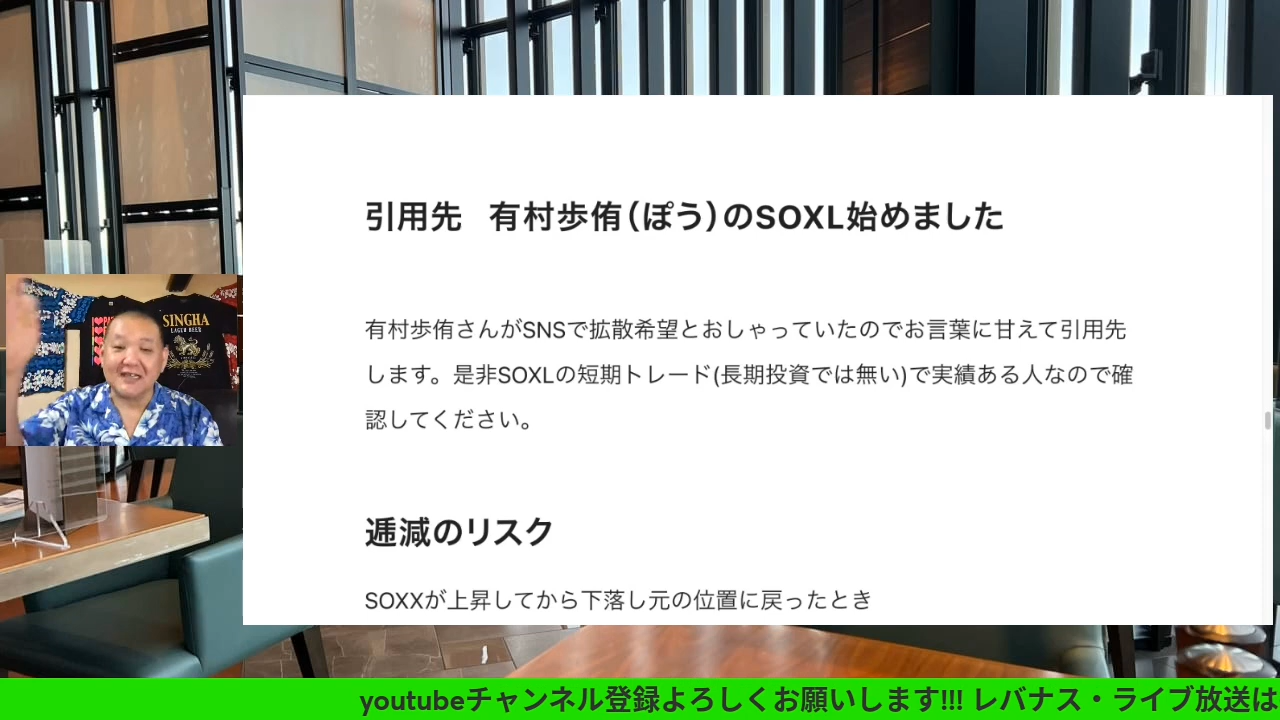 引用先 有村歩侑（ぽう）のSOXL始めました
有村歩侑さんがSNSで拡散希望とおしゃっていたのでお言葉に甘えて引用先
します。是非SOXLの短期トレード(長期投資では無い)で実績ある人なので確
認してください。
逓減のリスク
SOXXが上昇してから下落し元の位置に戻ったとき
SINGHA
LAGER BEER
youtubeチャンネル登録よろしくお願いします!!! レバナス・ライブ放送は